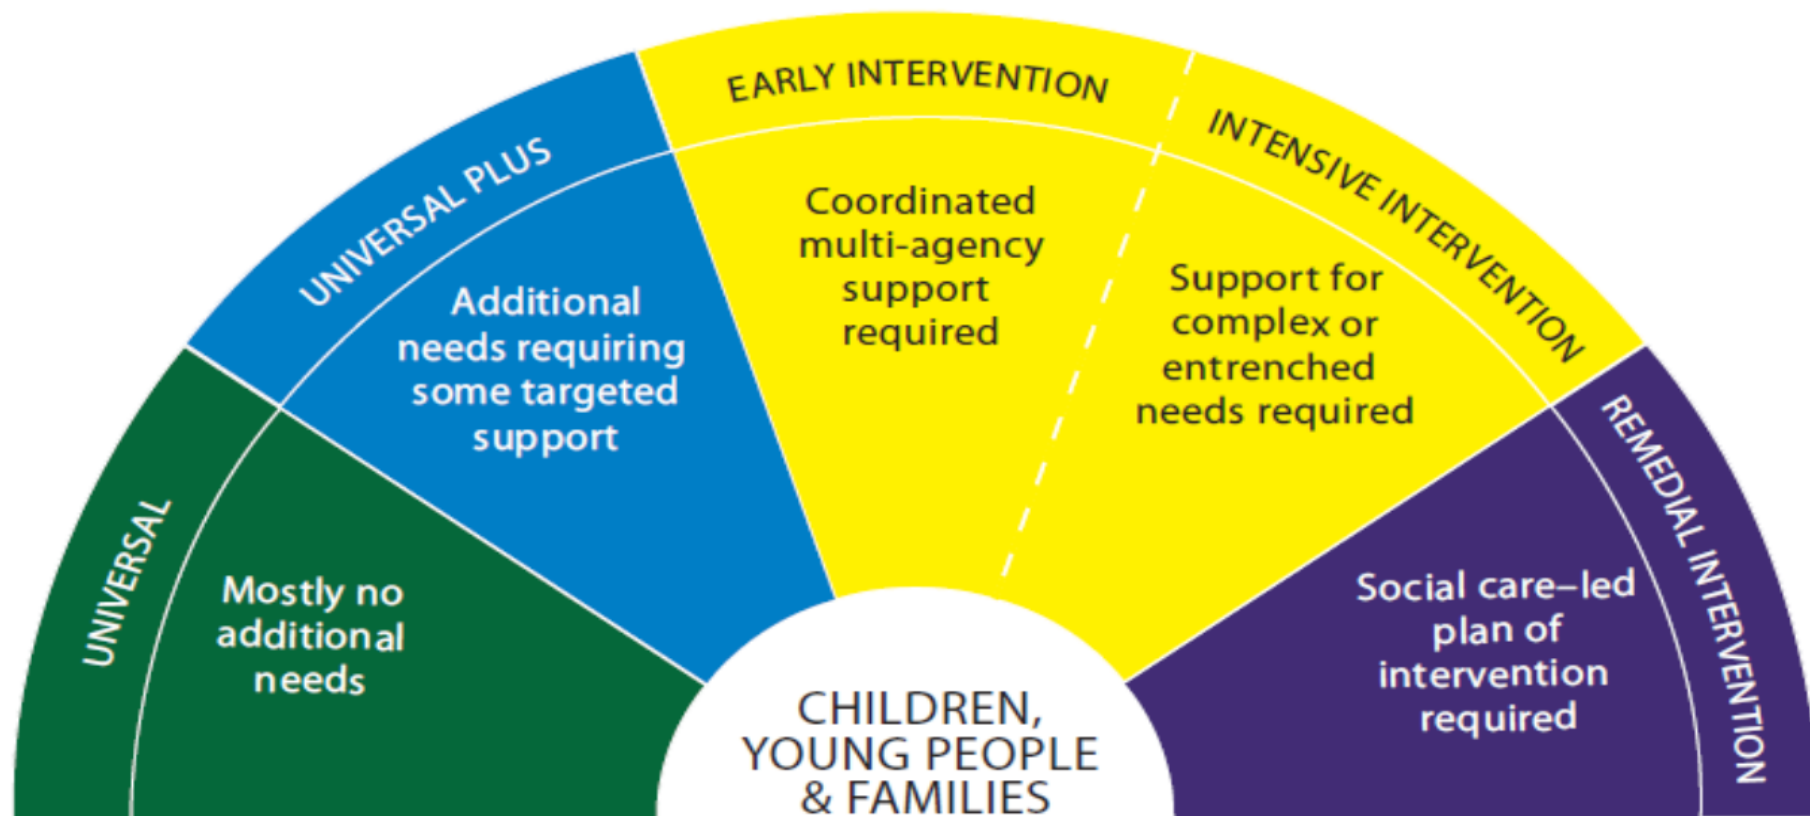 UNIVERSAL
Mostly no
additional
needs
UNIVERSAL PLUS
Additional
needs requiring
some targeted
support
EARLY INTERVENTION
Coordinated
multi-agency
support
required
INTENSIVE INTERVENTION
Support for
complex or
entrenched
needs required
REMEDIAL INTERVENTION
Social care–led
plan of
intervention
required
CHILDREN,
YOUNG PEOPLE
& FAMILIES